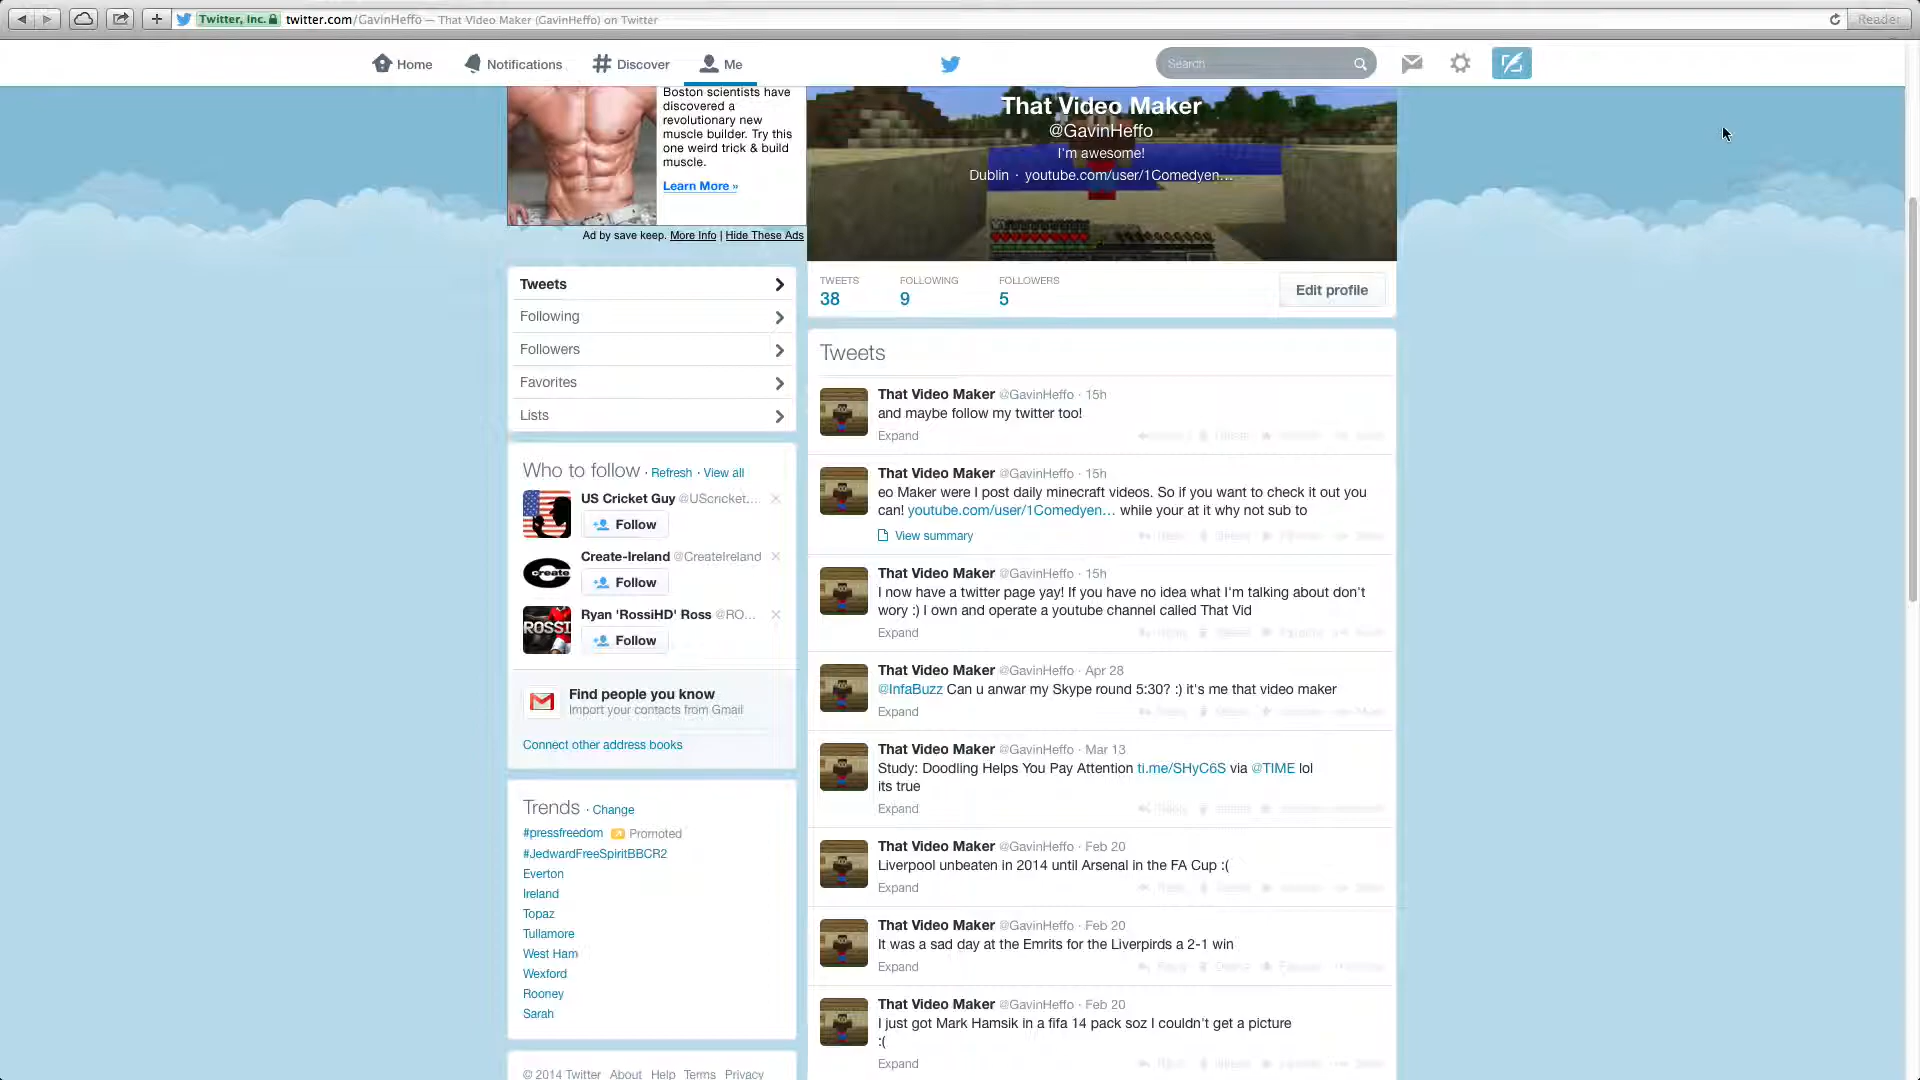 Twitter, Inc. twitter.com/GavinHeffo — That Video Maker (GavinHeffo) on Twitter
Reader
Home
Notifications
Discover
Me
Search
Boston scientists have
discovered a
revolutionary new
muscle builder. Try this
one weird trick & build
muscle.
Learn More »
Ad by save keep. More Info | Hide These Ads
That Video Maker
@GavinHeffo
I'm awesome!
Dublin · youtube.com/user/1Comedyen...
TWEETS
38
FOLLOWING
9
FOLLOWERS
5
Edit profile
Tweets
Following
Followers
Favorites
Lists
Who to follow · Refresh · View all
US Cricket Guy @UScricket....
Follow
Create
Create-Ireland @CreateIreland
Follow
ROSSI
Ryan 'RossiHD' Ross @RO...
Follow
Find people you know
Import your contacts from Gmail
Connect other address books
Trends · Change
#pressfreedom Promoted
#JedwardFreeSpiritBBCR2
Everton
Ireland
Topaz
Tullamore
West Ham
Wexford
Rooney
Sarah
© 2014 Twitter About Help Terms Privacy
Tweets
That Video Maker @GavinHeffo · 15h
and maybe follow my twitter too!
Expand
That Video Maker @GavinHeffo · 15h
eo Maker were I post daily minecraft videos. So if you want to check it out you
can! youtube.com/user/1Comedyen... while your at it why not sub to
View summary
That Video Maker @GavinHeffo · 15h
I now have a twitter page yay! If you have no idea what I'm talking about don't
wory :) I own and operate a youtube channel called That Vid
Expand
That Video Maker @GavinHeffo · Apr 28
@InfaBuzz Can u anwar my Skype round 5:30? :) it's me that video maker
Expand
That Video Maker @GavinHeffo · Mar 13
Study: Doodling Helps You Pay Attention ti.me/SHyC6S via @TIME lol
its true
Expand
That Video Maker @GavinHeffo · Feb 20
Liverpool unbeaten in 2014 until Arsenal in the FA Cup :(
Expand
That Video Maker @GavinHeffo · Feb 20
It was a sad day at the Emrits for the Liverpirds a 2-1 win
Expand
That Video Maker @GavinHeffo · Feb 20
I just got Mark Hamsik in a fifa 14 pack soz I couldn't get a picture
:(
Expand